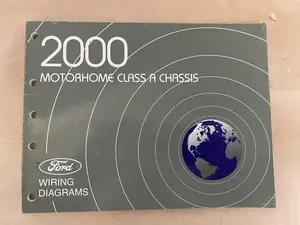 2000
MOTORHOME CLASS A CHASSIS
Ford
WIRING
DIAGRAMS